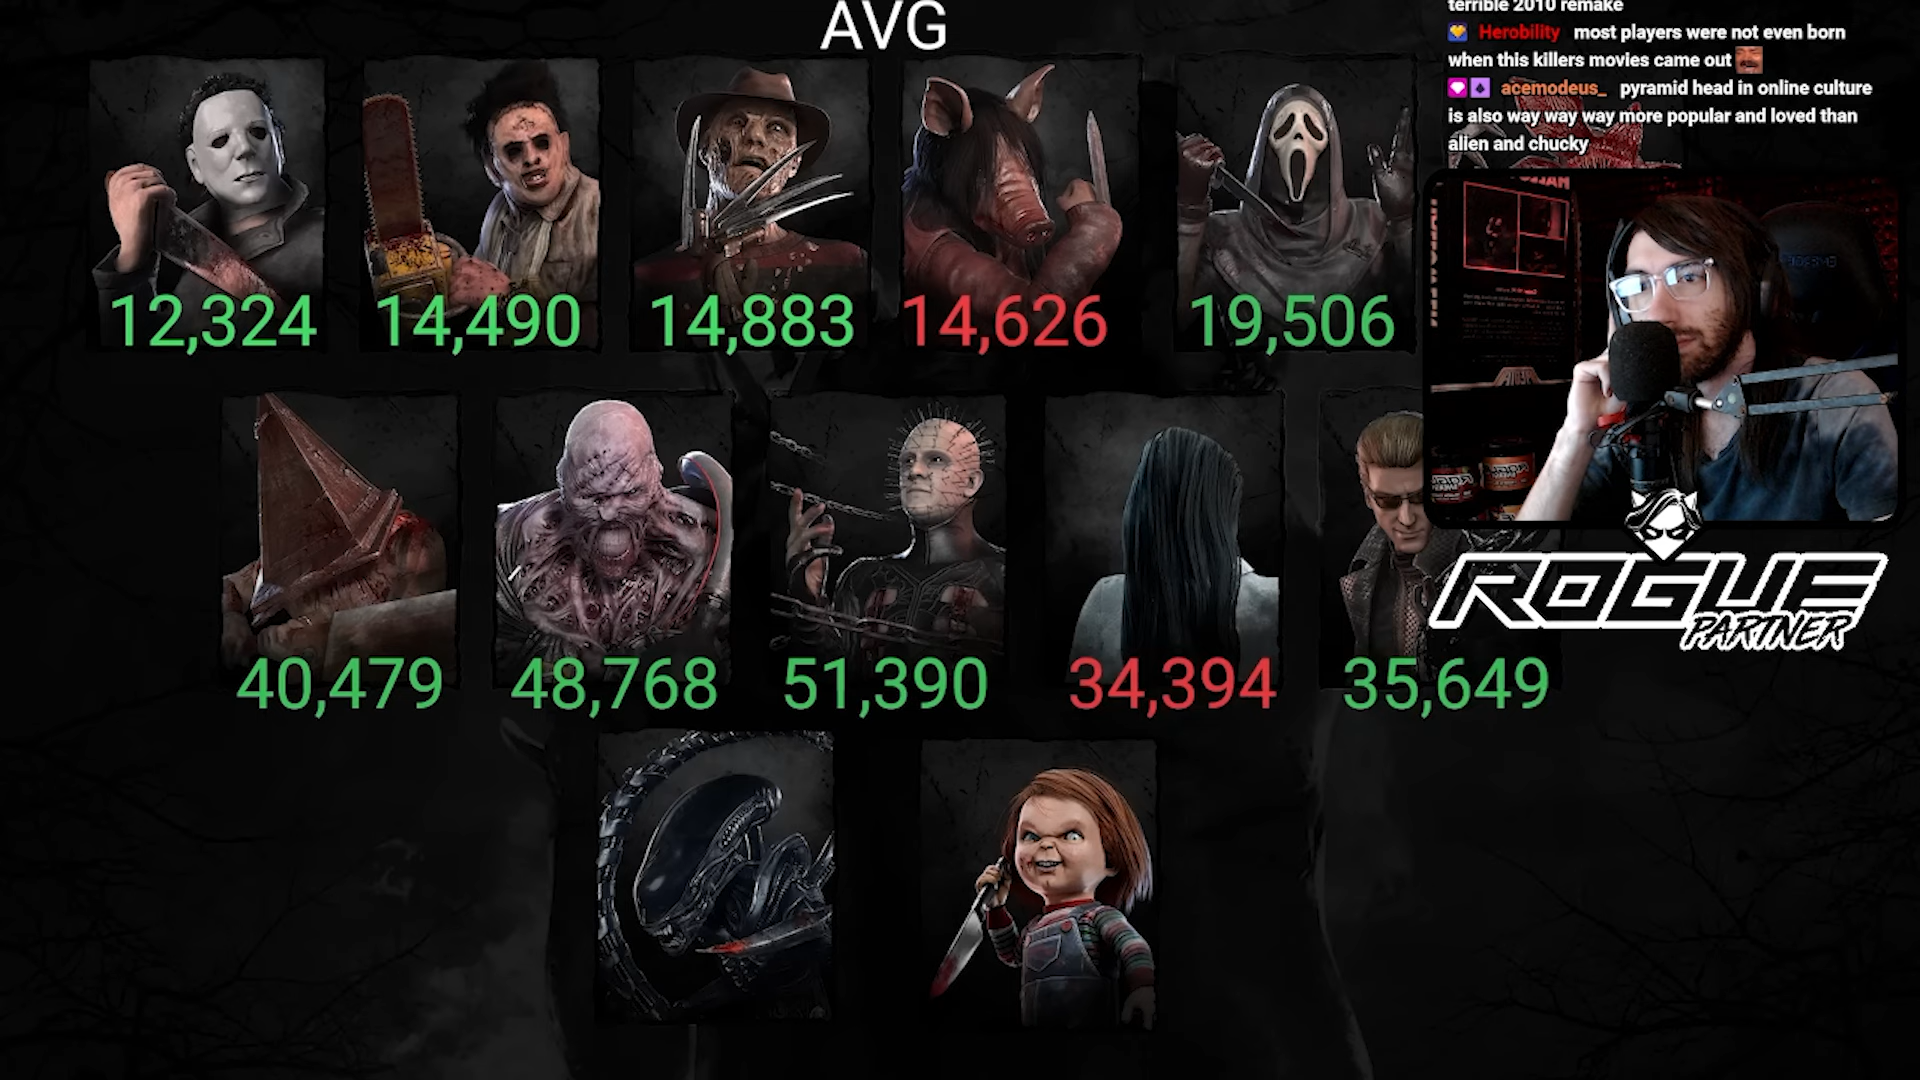 AVG
terrible 2010 remake
Herobility most players were not even born
when this killers movies came out
acemodeus_ pyramid head in online culture
is also way way way more popular and loved than
alien and chucky
12,324
14,490
14,883
14,626
19,506
40,479
48,768
51,390
34,394
35,649
ROGUE
PARTNER